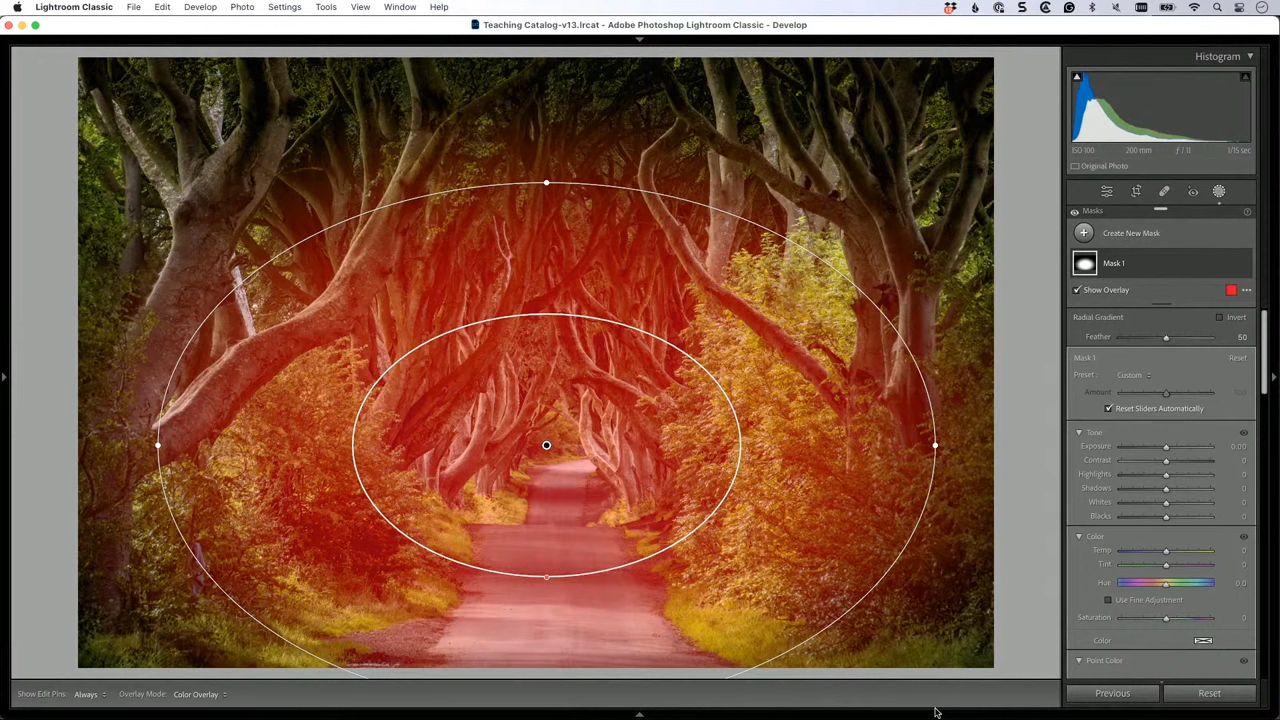 Lightroom Classic File Edit Develop Photo Settings Tools View Window Help
Teaching Catalog-v13.lrcat - Adobe Photoshop Lightroom Classic - Develop
Histogram
ISO 100 200 mm ƒ / 11 1/15 sec
Original Photo
Masks
Create New Mask
Mask 1
Show Overlay
Radial Gradient Invert
Feather 50
Mask 1 Reset
Preset : Custom
Amount
Reset Sliders Automatically
Tone
Exposure 0.00
Contrast 0
Highlights 0
Shadows 0
Whites 0
Blacks 0
Color
Temp 0
Tint 0
Hue 0.0
Use Fine Adjustment
Saturation 0
Color
Point Color
Show Edit Pins: Always Overlay Mode: Color Overlay
Previous Reset